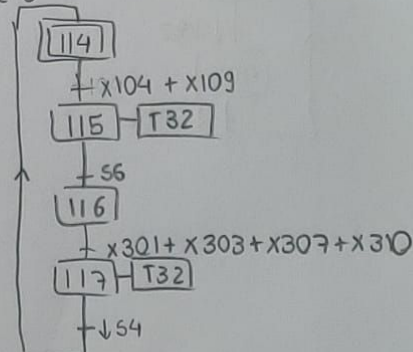 114
X104 + X109
115 T32
S6
116
X301 + X303 + X307 + X310
117 T32
↓S4